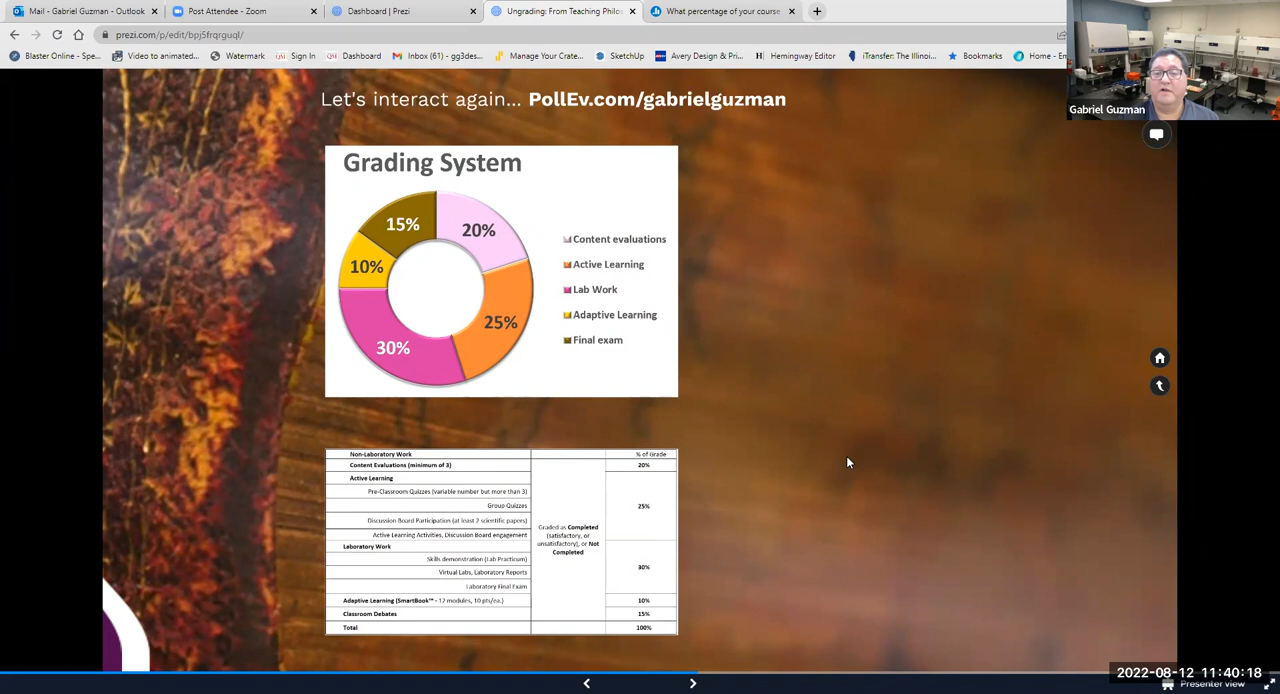 Mail - Gabriel Guzman - Outlook
Post Attendee - Zoom
Dashboard | Prezi
Ungrading: From Teaching Philo
What percentage of your course
prezi.com/p/edit/bpj5frqrguql/
Blaster Online - Spe...
Video to animated...
Watermark
Sign In
Dashboard
Inbox (61) - gg3des...
Manage Your Crate...
SketchUp
Avery Design & Pri...
Hemingway Editor
iTransfer: The Illinoi...
Bookmarks
Home - En
Gabriel Guzman
Let's interact again... PollEv.com/gabrielguzman
Grading System
15%
20%
10%
25%
30%
Content evaluations
Active Learning
Lab Work
Adaptive Learning
Final exam
Non-Laboratory Work
% of Grade
Content Evaluations (minimum of 3)
20%
Active Learning
Pre-Classroom Quizzes (variable number but more than 3)
Group Quizzes
25%
Discussion Board Participation (at least 2 scientific papers)
Active Learning Activities, Discussion Board engagement
Graded as Completed
(satisfactory, or
unsatisfactory), or Not
Completed
Laboratory Work
Skills demonstration (Lab Practicum)
30%
Virtual Labs, Laboratory Reports
Laboratory Final Exam
Adaptive Learning (SmartBook™ - 17 modules, 10 pts/ea.)
10%
Classroom Debates
15%
Total
100%
2022-08-12 11:40:18
Presenter view